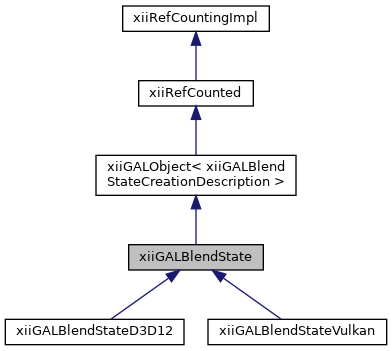 xiiRefCountingImpl
xiiRefCounted
xiiGALObject< xiiGALBlend
StateCreationDescription >
xiiGALBlendState
xiiGALBlendStateD3D12
xiiGALBlendStateVulkan